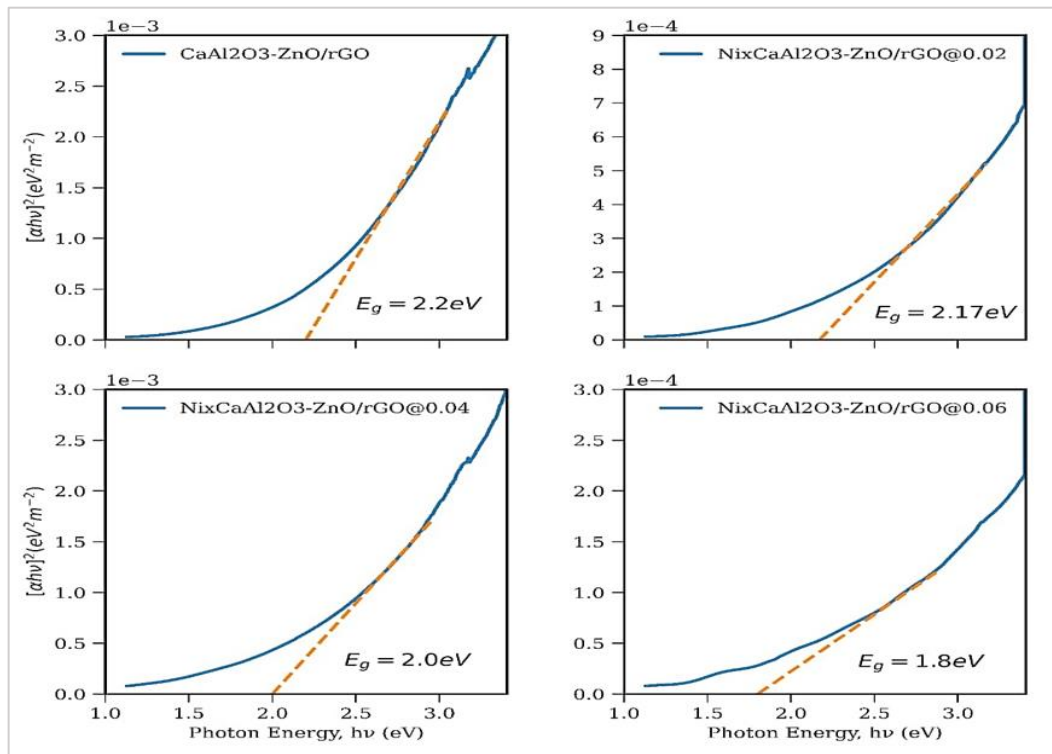 1e−3
3.0
2.5
2.0
1.5
1.0
0.5
0.0
[αhν]²(eV²m⁻²)
CaAl2O3-ZnO/rGO
E_g = 2.2eV
1e−4
9
8
7
6
5
4
3
2
1
0
NixCaAl2O3-ZnO/rGO@0.02
E_g = 2.17eV
1e−3
3.0
2.5
2.0
1.5
1.0
0.5
0.0
[αhν]²(eV²m⁻²)
NixCaAl2O3-ZnO/rGO@0.04
E_g = 2.0eV
1.0 1.5 2.0 2.5 3.0
Photon Energy, hν (eV)
1e−4
3.0
2.5
2.0
1.5
1.0
0.5
0.0
NixCaAl2O3-ZnO/rGO@0.06
E_g = 1.8eV
1.0 1.5 2.0 2.5 3.0
Photon Energy, hν (eV)